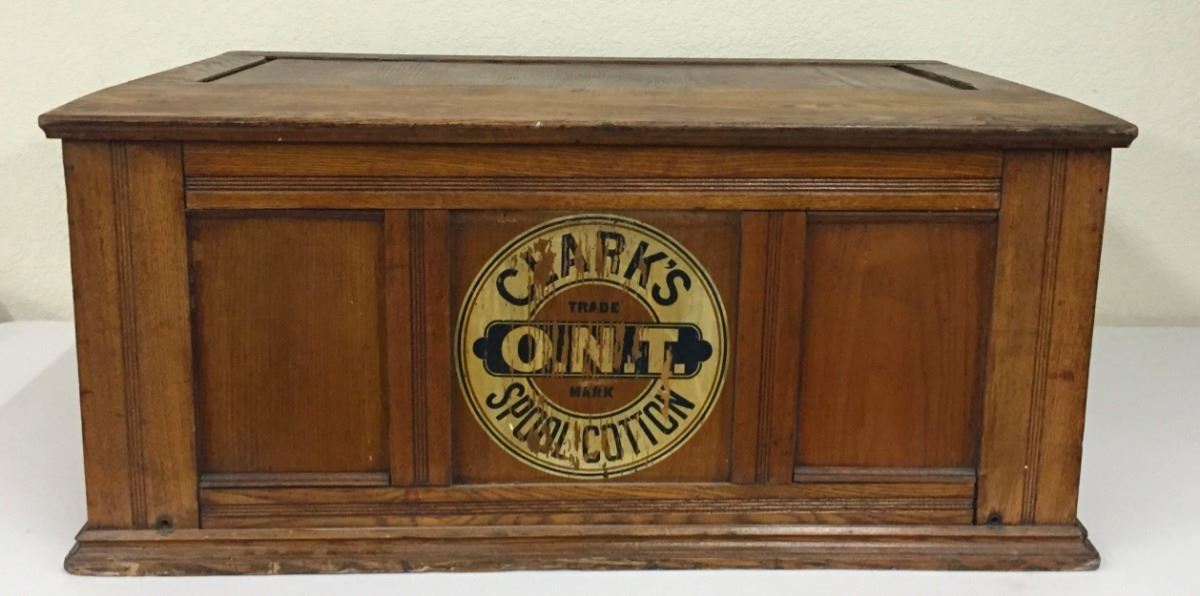 CLARK'S
TRADE
O.N.T.
MARK
SPOOL COTTON